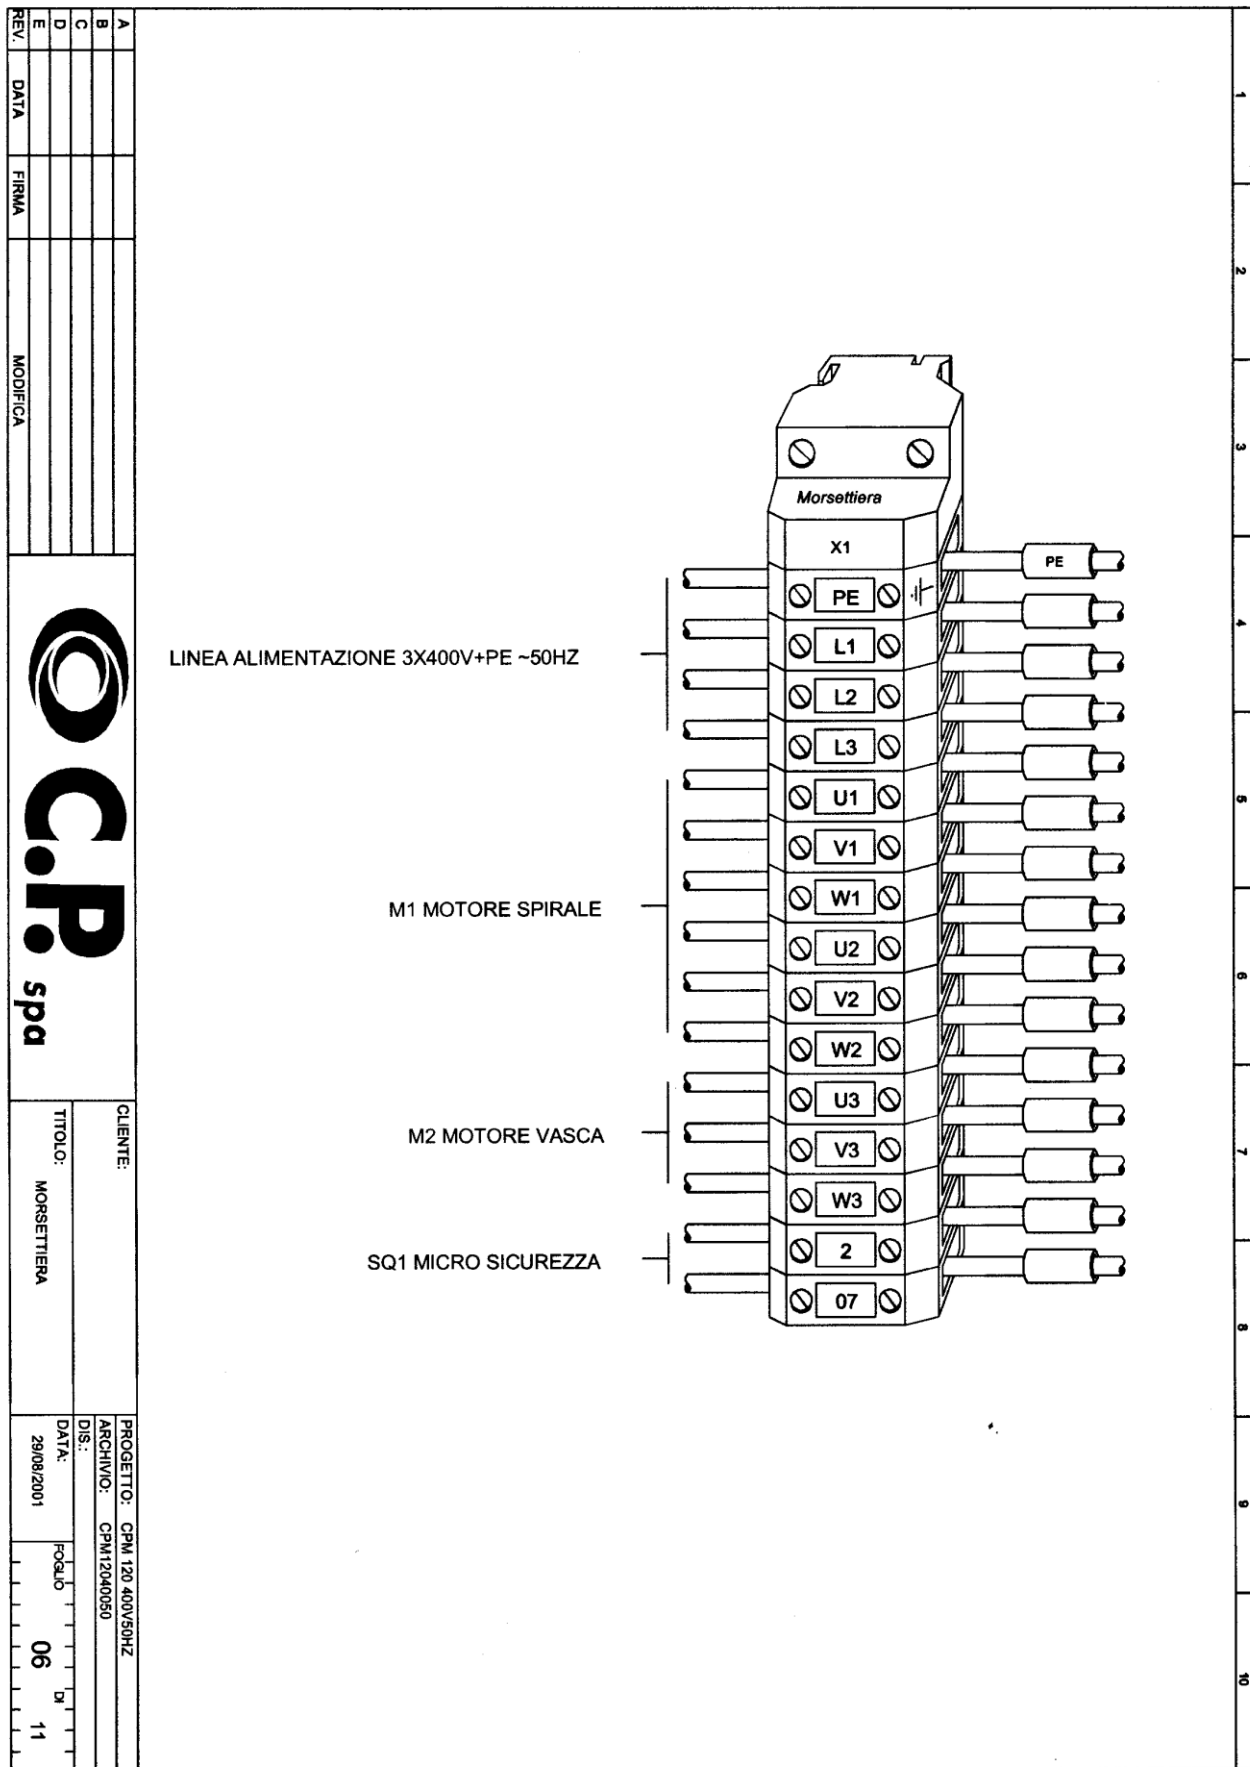 1
2
3
4
5
6
7
8
9
10
Morsettiera
X1
PE
L1
L2
L3
U1
V1
W1
U2
V2
W2
U3
V3
W3
2
07
PE
LINEA ALIMENTAZIONE 3X400V+PE ~50HZ
M1 MOTORE SPIRALE
M2 MOTORE VASCA
SQ1 MICRO SICUREZZA
A
B
C
D
E
REV. DATA FIRMA MODIFICA
C.P. spa
CLIENTE:
TITOLO: MORSETTIERA
PROGETTO: CPM 120 400V50HZ
ARCHIVIO: CPM12040050
DIS.:
DATA: 29/08/2001
FOGLIO 06 DI 11